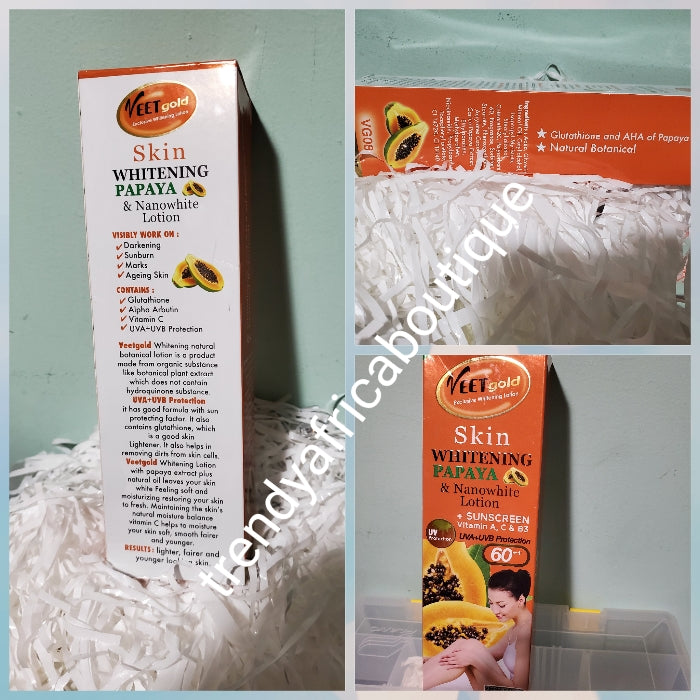 VEET gold
Exclusive Whitening Lotion
Skin
WHITENING
PAPAYA
& Nanowhite
Lotion
VISIBLY WORK ON :
✓ Darkening
✓ Sunburn
✓ Marks
✓ Ageing Skin
CONTAINS :
✓ Glutathione
✓ Alpha Arbutin
✓ Vitamin C
✓ UVA+UVB Protection
Veetgold Whitening natural
botanical lotion is a product
made from organic substance
like botanical plant extract
which does not contain
hydroquinone substance.
UVA+UVB Protection
it has good formula with sun
protecting factor. It also
contains glutathione, which
is a good skin
Lightener. It also helps in
removing dirts from skin cells.
Veetgold Whitening Lotion
with papaya extract plus
natural oil leaves your skin
white Feeling soft and
moisturizing restoring your skin
to fresh. Maintaining the skin's
natural moisture balance
vitamin C helps to moisture
your skin soft, smooth fairer
and younger.
RESULTS : lighter, fairer and
younger skin.
VG08
★ Glutathione and AHA of Papaya
★ Natural Botanical
VEET gold
Exclusive Whitening Lotion
Skin
WHITENING
PAPAYA
& Nanowhite
Lotion
+ SUNSCREEN
Vitamin A, C & B3
UV
Protection
UVA+UVB Protection
60
trendyafricaboutique